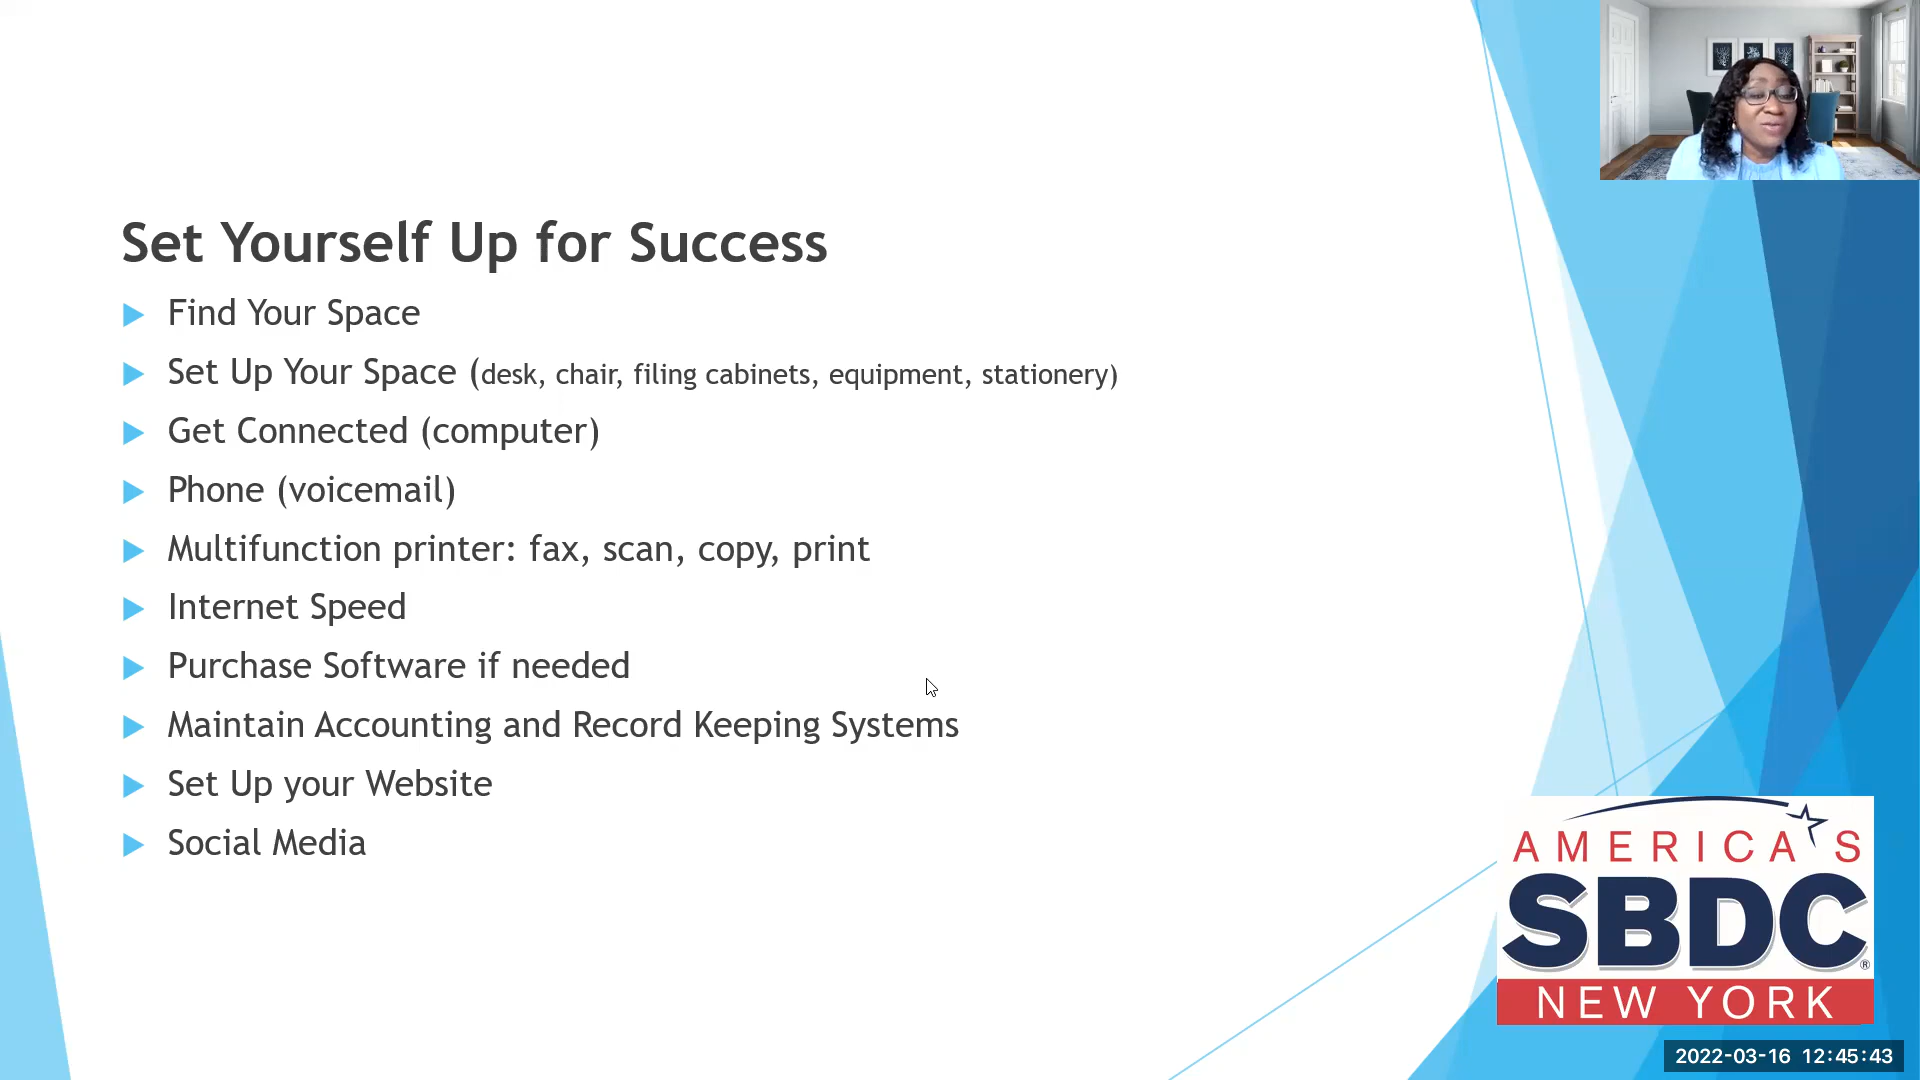 Set Yourself Up for Success
Find Your Space
Set Up Your Space (desk, chair, filing cabinets, equipment, stationery)
Get Connected (computer)
Phone (voicemail)
Multifunction printer: fax, scan, copy, print
Internet Speed
Purchase Software if needed
Maintain Accounting and Record Keeping Systems
Set Up your Website
Social Media
AMERICA'S
SBDC®
NEW YORK
2022-03-16 12:45:43